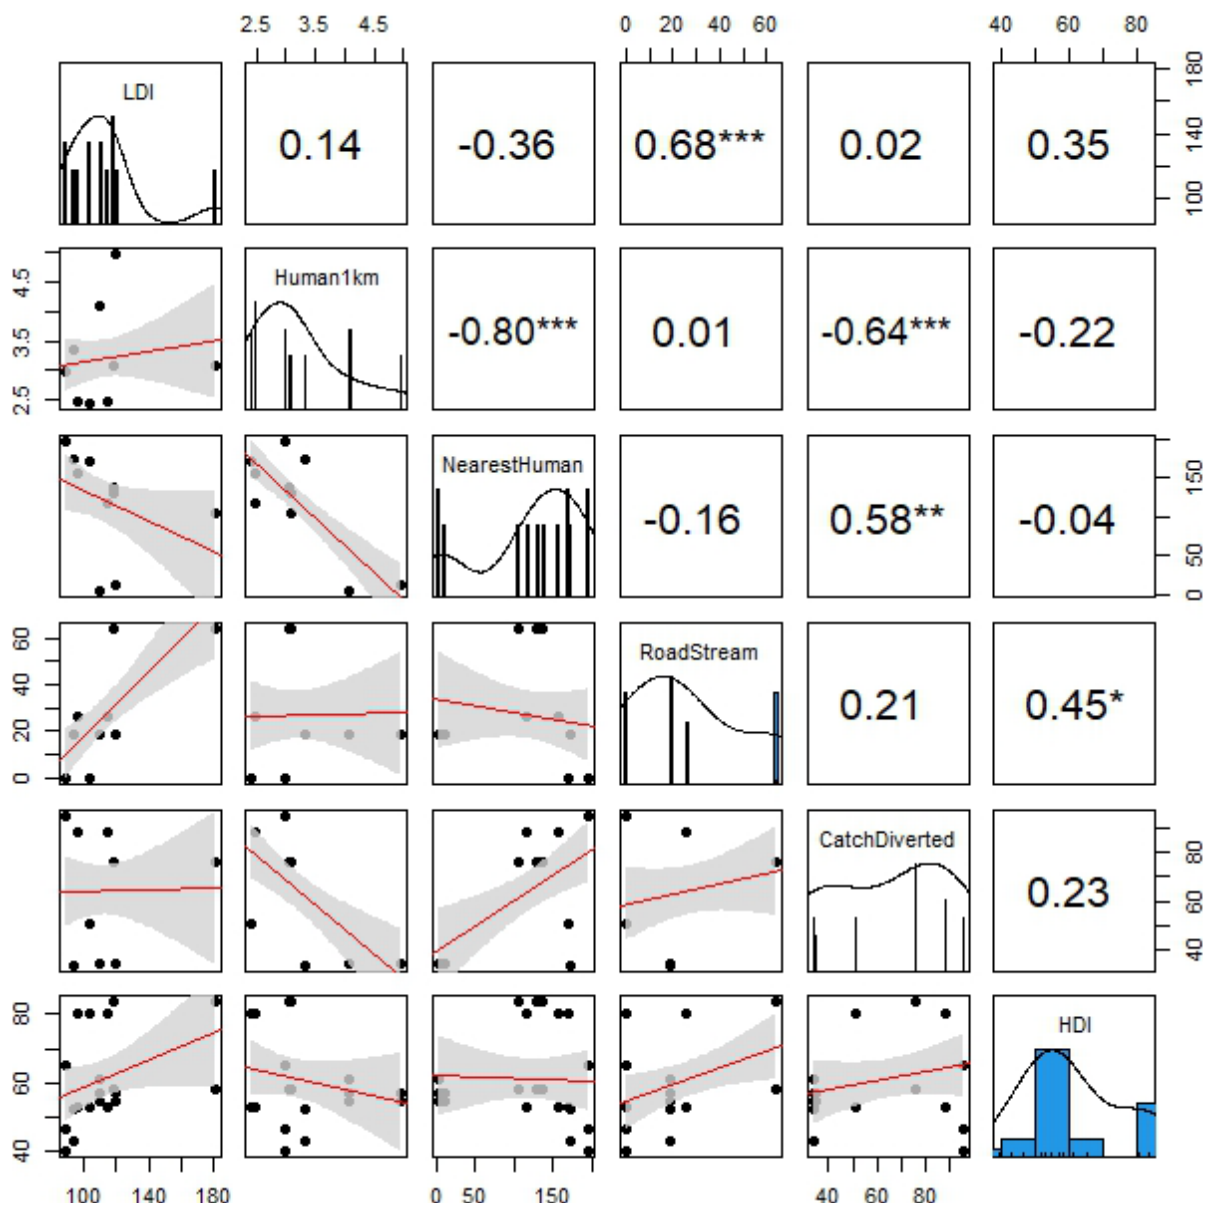 2.5 3.5 4.5 0 20 40 60 40 60 80
LDI 0.14 -0.36 0.68*** 0.02 0.35
100 140 180
2.5 3.5 4.5
Human1km -0.80*** 0.01 -0.64*** -0.22
NearestHuman -0.16 0.58** -0.04
0 50 150
0 20 40 60
RoadStream 0.21 0.45*
CatchDiverted 0.23
40 60 80
40 60 80
HDI
100 140 180 0 50 150 40 60 80